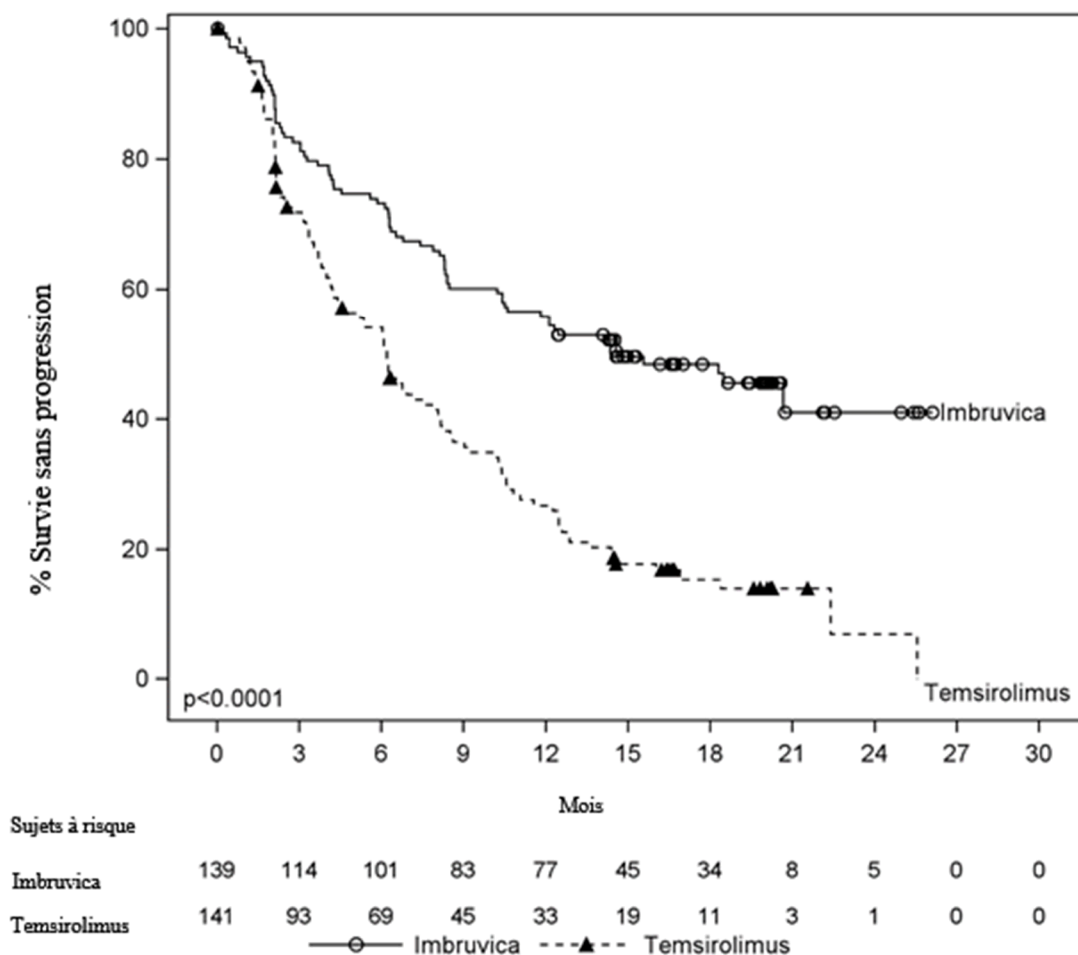 100
80
60
40
20
0
% Survie sans progression
Imbruvica
Temsirolimus
p<0.0001
0 3 6 9 12 15 18 21 24 27 30
Mois
Sujets à risque
Imbruvica 139 114 101 83 77 45 34 8 5 0 0
Temsirolimus 141 93 69 45 33 19 11 3 1 0 0
Imbruvica Temsirolimus